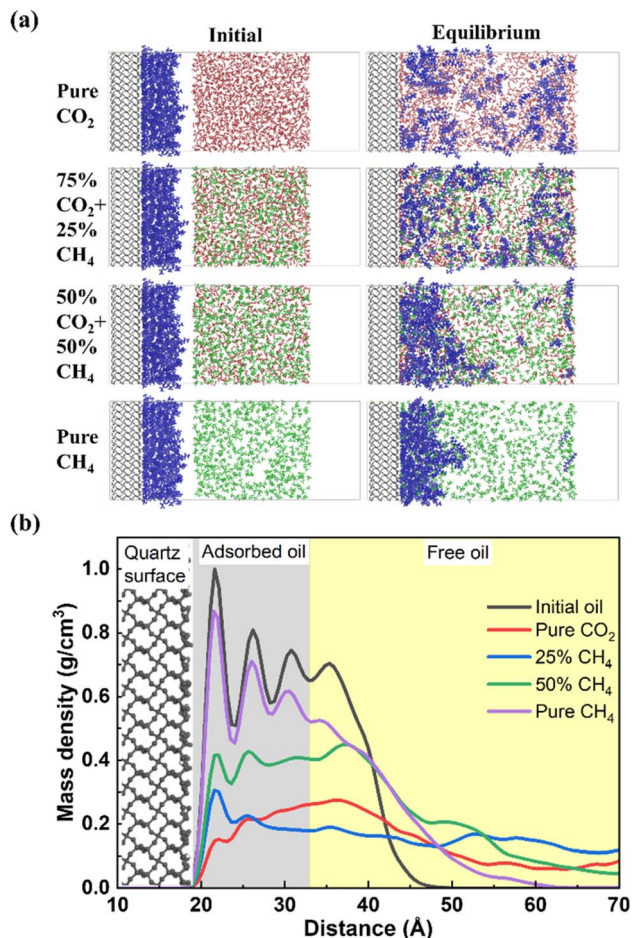 (a)
Initial
Equilibrium
Pure
CO₂
75%
CO₂+
25%
CH₄
50%
CO₂+
50%
CH₄
Pure
CH₄
(b)
Quartz
surface
Adsorbed oil
Free oil
Initial oil
Pure CO₂
25% CH₄
50% CH₄
Pure CH₄
Mass density (g/cm³)
1.0
0.8
0.6
0.4
0.2
0.0
10 20 30 40 50 60 70
Distance (Å)